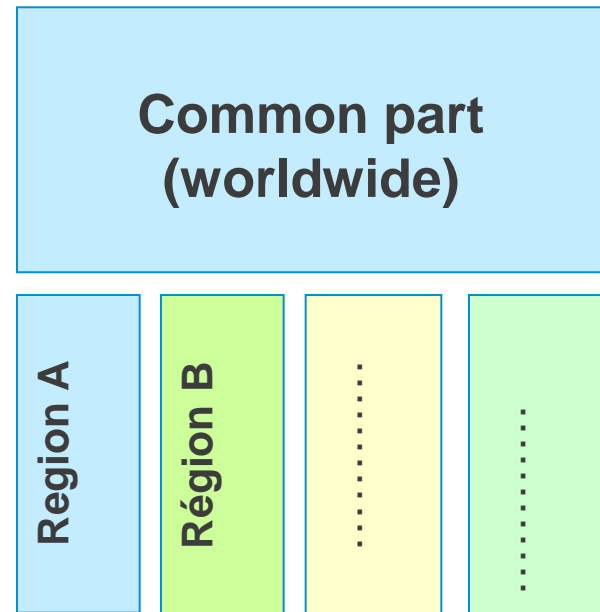 Common part
(worldwide)
Region A
Région B
.............
.............